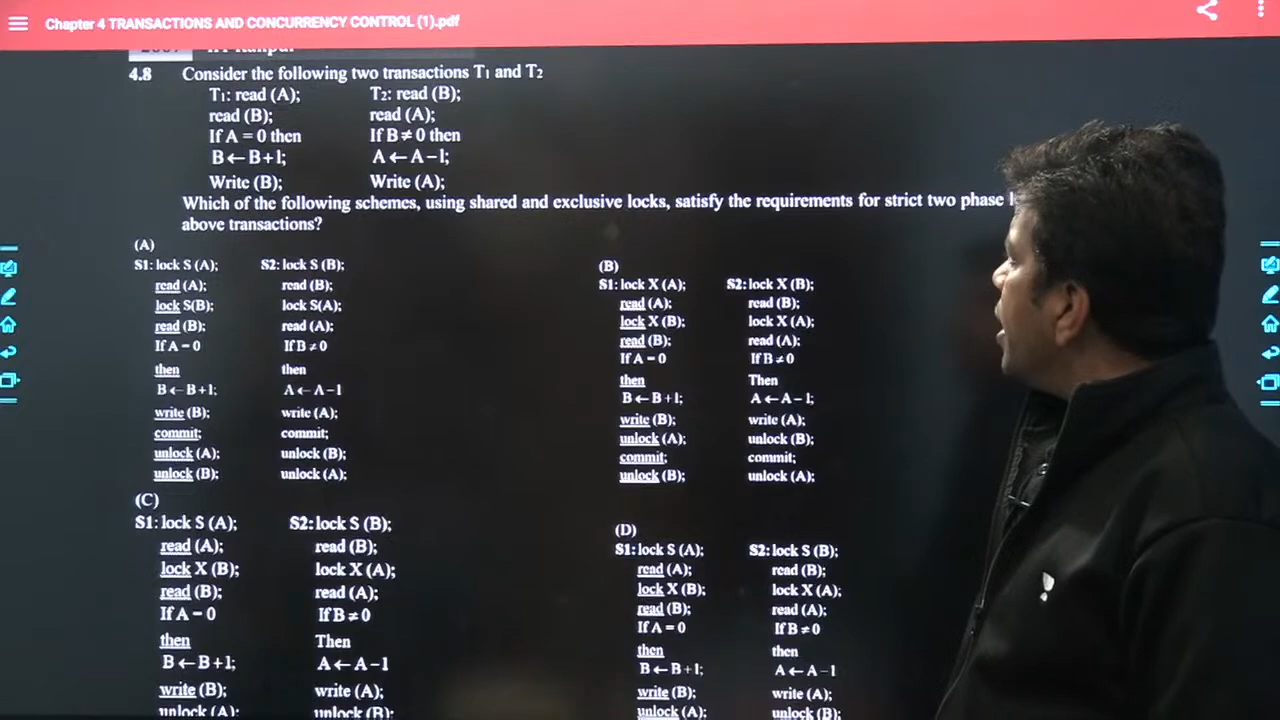 Chapter 4 TRANSACTIONS AND CONCURRENCY CONTROL (1).pdf
4.8 Consider the following two transactions T1 and T2
T1: read (A); T2: read (B);
read (B); read (A);
If A = 0 then If B ≠ 0 then
B ← B+1; A ← A−1;
Write (B); Write (A);
Which of the following schemes, using shared and exclusive locks, satisfy the requirements for strict two phase
above transactions?
(A)
S1: lock S (A); S2: lock S (B);
read (A); read (B);
lock S(B); lock S(A);
read (B); read (A);
If A = 0 If B ≠ 0
then then
B ← B+1; A ← A−1
write (B); write (A);
commit; commit;
unlock (A); unlock (B);
unlock (B); unlock (A);
(B)
S1: lock X (A); S2: lock X (B);
read (A); read (B);
lock X (B); lock X (A);
read (B); read (A);
If A = 0 If B ≠ 0
then Then
B ← B+1; A ← A−1;
write (B); write (A);
unlock (A); unlock (B);
commit; commit;
unlock (B); unlock (A);
(C)
S1: lock S (A); S2: lock S (B);
read (A); read (B);
lock X (B); lock X (A);
read (B); read (A);
If A = 0 If B ≠ 0
then Then
B ← B+1; A ← A−1
write (B); write (A);
unlock (A); unlock (B);
(D)
S1: lock S (A); S2: lock S (B);
read (A); read (B);
lock X (B); lock X (A);
read (B); read (A);
If A = 0 If B ≠ 0
then then
B ← B+1; A ← A−1
write (B); write (A);
unlock (A); unlock (B);